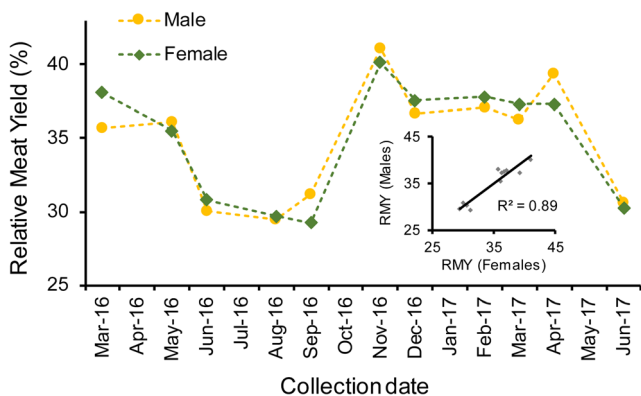 Male
Female
Relative Meat Yield (%)
40
35
30
25
RMY (Males)
45
35
25
R² = 0.89
25
35
45
RMY (Females)
Mar-16
Apr-16
May-16
Jun-16
Jul-16
Aug-16
Sep-16
Oct-16
Nov-16
Dec-16
Jan-17
Feb-17
Mar-17
Apr-17
May-17
Jun-17
Collection date